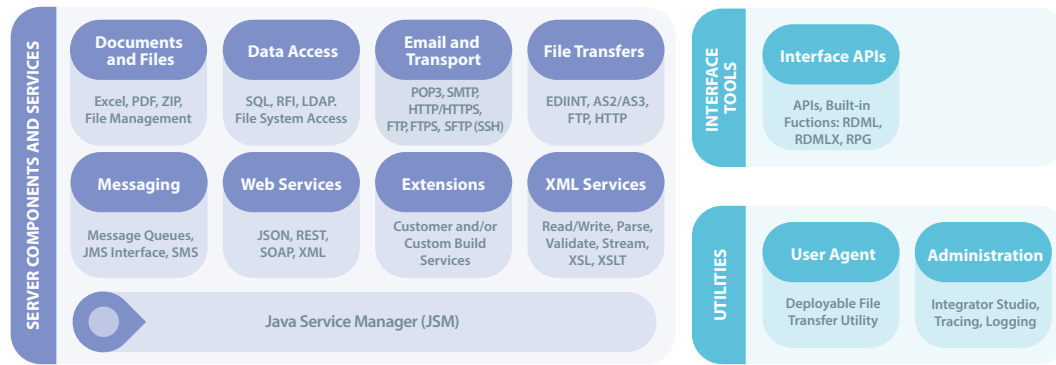 SERVER COMPONENTS AND SERVICES
Documents
and Files
Excel, PDF, ZIP,
File Management
Data Access
SQL, RFI, LDAP.
File System Access
Email and
Transport
POP3, SMTP,
HTTP/HTTPS,
FTP, FTPS, SFTP (SSH)
File Transfers
EDIINT, AS2/AS3,
FTP, HTTP
Messaging
Message Queues,
JMS Interface, SMS
Web Services
JSON, REST,
SOAP, XML
Extensions
Customer and/or
Custom Build
Services
XML Services
Read/Write, Parse,
Validate, Stream,
XSL, XSLT
Java Service Manager (JSM)
INTERFACE
TOOLS
Interface APIs
APIs, Built-in
Fuctions: RDML,
RDMLX, RPG
UTILITIES
User Agent
Deployable File
Transfer Utility
Administration
Integrator Studio,
Tracing, Logging